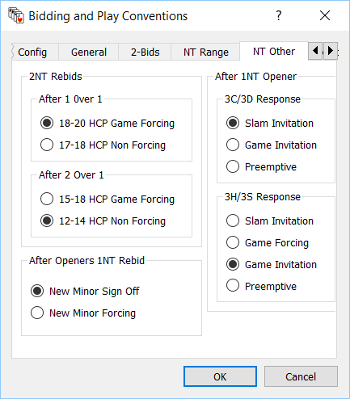 Bidding and Play Conventions
Config General 2-Bids NT Range NT Other
2NT Rebids
After 1 Over 1
18-20 HCP Game Forcing
17-18 HCP Non Forcing
After 2 Over 1
15-18 HCP Game Forcing
12-14 HCP Non Forcing
After Openers 1NT Rebid
New Minor Sign Off
New Minor Forcing
After 1NT Opener
3C/3D Response
Slam Invitation
Game Invitation
Preemptive
3H/3S Response
Slam Invitation
Game Forcing
Game Invitation
Preemptive
OK Cancel